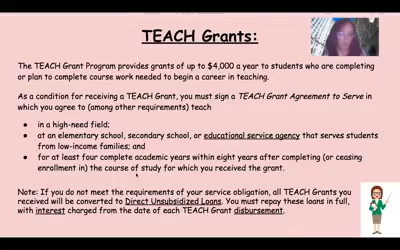 TEACH Grants:
The TEACH Grant Program provides grants of up to $4,000 a year to students who are completing
or plan to complete course work needed to begin a career in teaching.
As a condition for receiving a TEACH Grant, you must sign a TEACH Grant Agreement to Serve in
which you agree to (among other requirements) teach
● in a high-need field;
● at an elementary school, secondary school, or educational service agency that serves students
from low-income families; and
● for at least four complete academic years within eight years after completing (or ceasing
enrollment in) the course of study for which you received the grant.
Note: If you do not meet the requirements of your service obligation, all TEACH Grants you
received will be converted to Direct Unsubsidized Loans. You must repay these loans in full,
with interest charged from the date of each TEACH Grant disbursement.